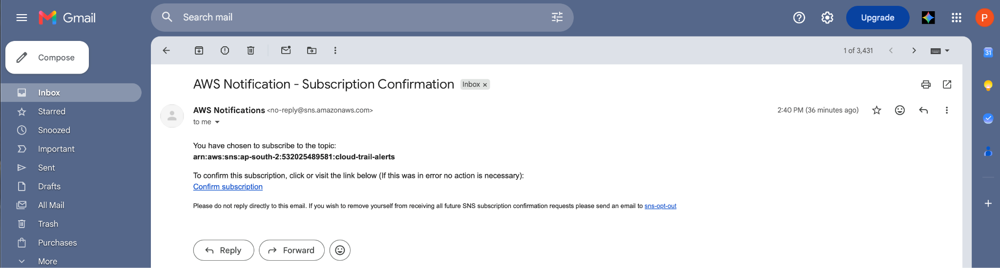 Gmail
Search mail
Upgrade
P
Compose
1 of 3,431
31
Inbox
Starred
Snoozed
Important
Sent
Drafts
All Mail
Trash
Purchases
More
AWS Notification - Subscription Confirmation
Inbox x
AWS Notifications <no-reply@sns.amazonaws.com>
2:40 PM (36 minutes ago)
to me
You have chosen to subscribe to the topic:
arn:aws:sns:ap-south-2:532025489581:cloud-trail-alerts
To confirm this subscription, click or visit the link below (If this was in error no action is necessary):
Confirm subscription
Please do not reply directly to this email. If you wish to remove yourself from receiving all future SNS subscription confirmation requests please send an email to sns-opt-out
Reply
Forward